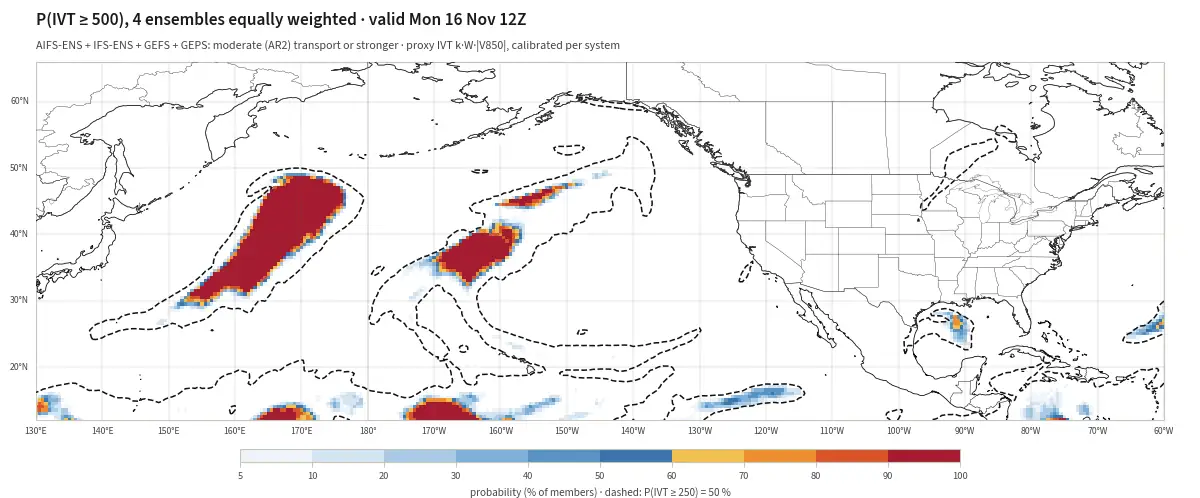 P(IVT ≥ 500), 4 ensembles equally weighted · valid Mon 16 Nov 12Z
AIFS-ENS + IFS-ENS + GEFS + GEPS: moderate (AR2) transport or stronger · proxy IVT k·W·|V850|, calibrated per system
60°N
50°N
40°N
30°N
20°N
130°E 140°E 150°E 160°E 170°E 180° 170°W 160°W 150°W 140°W 130°W 120°W 110°W 100°W 90°W 80°W 70°W 60°W
5 10 20 30 40 50 60 70 80 90 100
probability (% of members) · dashed: P(IVT ≥ 250) = 50 %